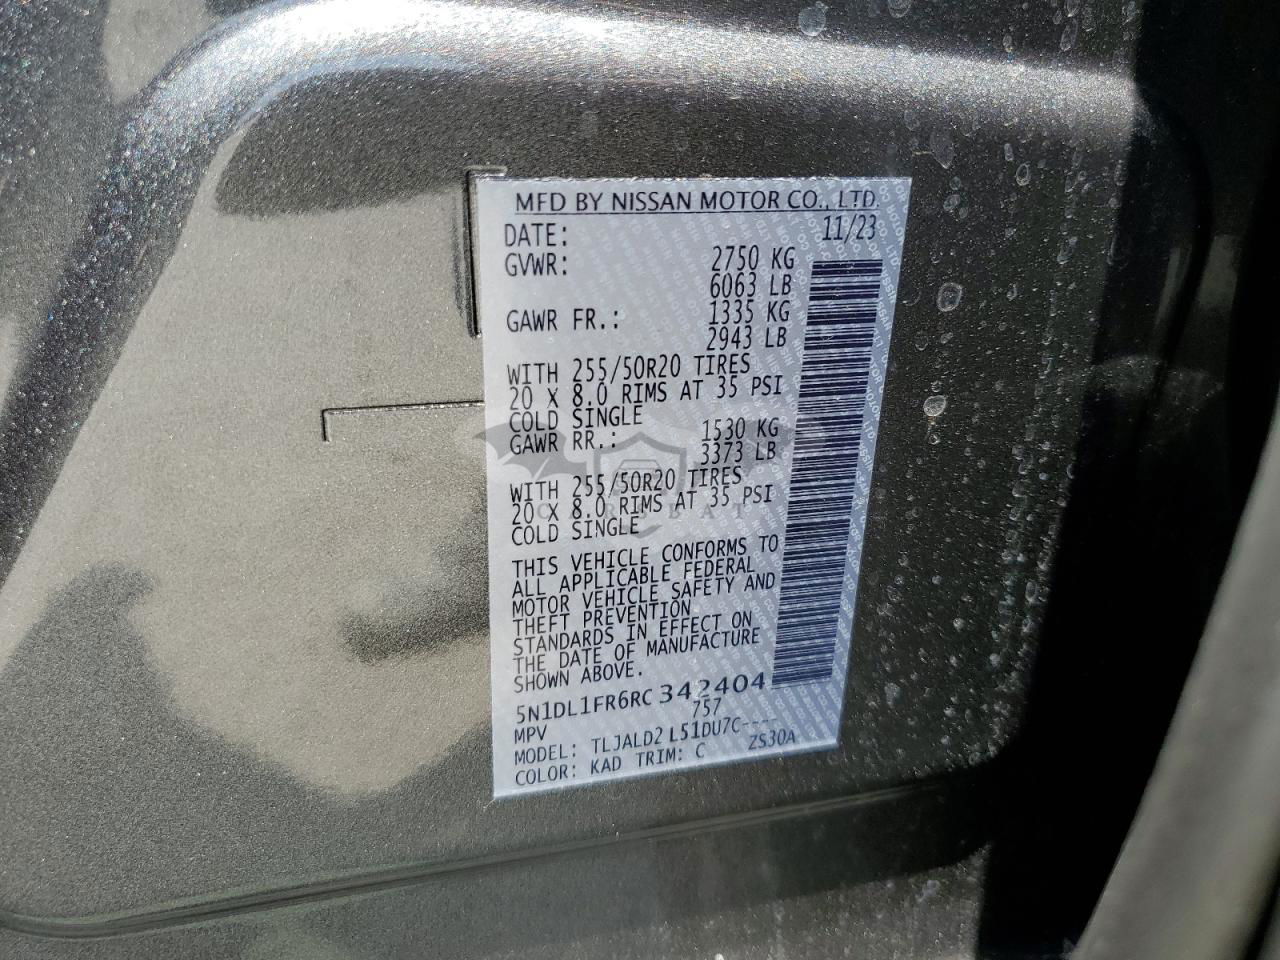 MFD BY NISSAN MOTOR CO., LTD.
DATE: 11/23
GVWR: 2750 KG
6063 LB
GAWR FR.: 1335 KG
2943 LB
WITH 255/50R20 TIRES
20 X 8.0 RIMS AT 35 PSI
COLD SINGLE
GAWR RR.: 1530 KG
3373 LB
WITH 255/50R20 TIRES
20 X 8.0 RIMS AT 35 PSI
COLD SINGLE
THIS VEHICLE CONFORMS TO
ALL APPLICABLE FEDERAL
MOTOR VEHICLE SAFETY AND
THEFT PREVENTION
STANDARDS IN EFFECT ON
THE DATE OF MANUFACTURE
SHOWN ABOVE.
5N1DL1FR6RC342404
MPV 757
MODEL: TLJALD2 L51DU7C----
COLOR: KAD TRIM: C ZS30A